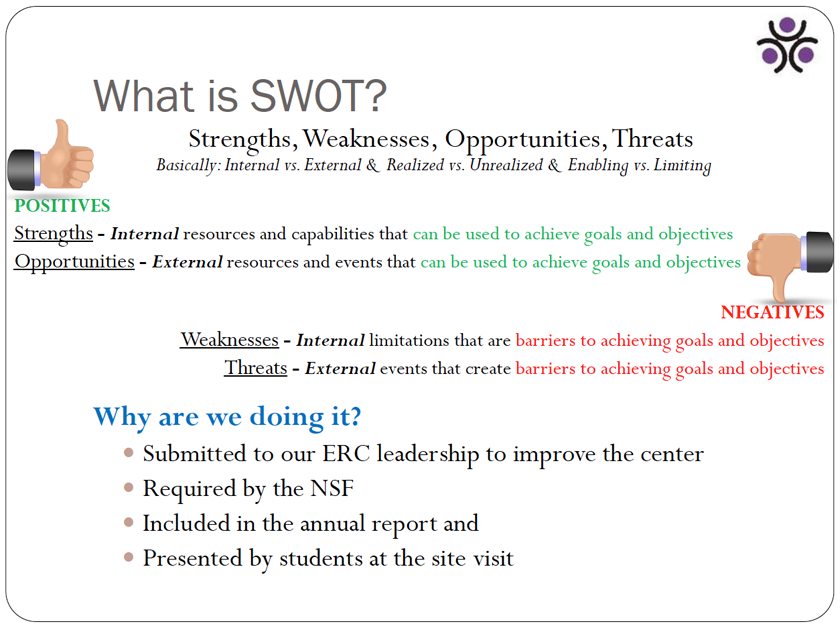 What is SWOT?
Strengths, Weaknesses, Opportunities, Threats
Basically: Internal vs. External & Realized vs. Unrealized & Enabling vs. Limiting
POSITIVES
Strengths - Internal resources and capabilities that can be used to achieve goals and objectives
Opportunities - External resources and events that can be used to achieve goals and objectives
NEGATIVES
Weaknesses - Internal limitations that are barriers to achieving goals and objectives
Threats - External events that create barriers to achieving goals and objectives
Why are we doing it?
Submitted to our ERC leadership to improve the center
Required by the NSF
Included in the annual report and
Presented by students at the site visit